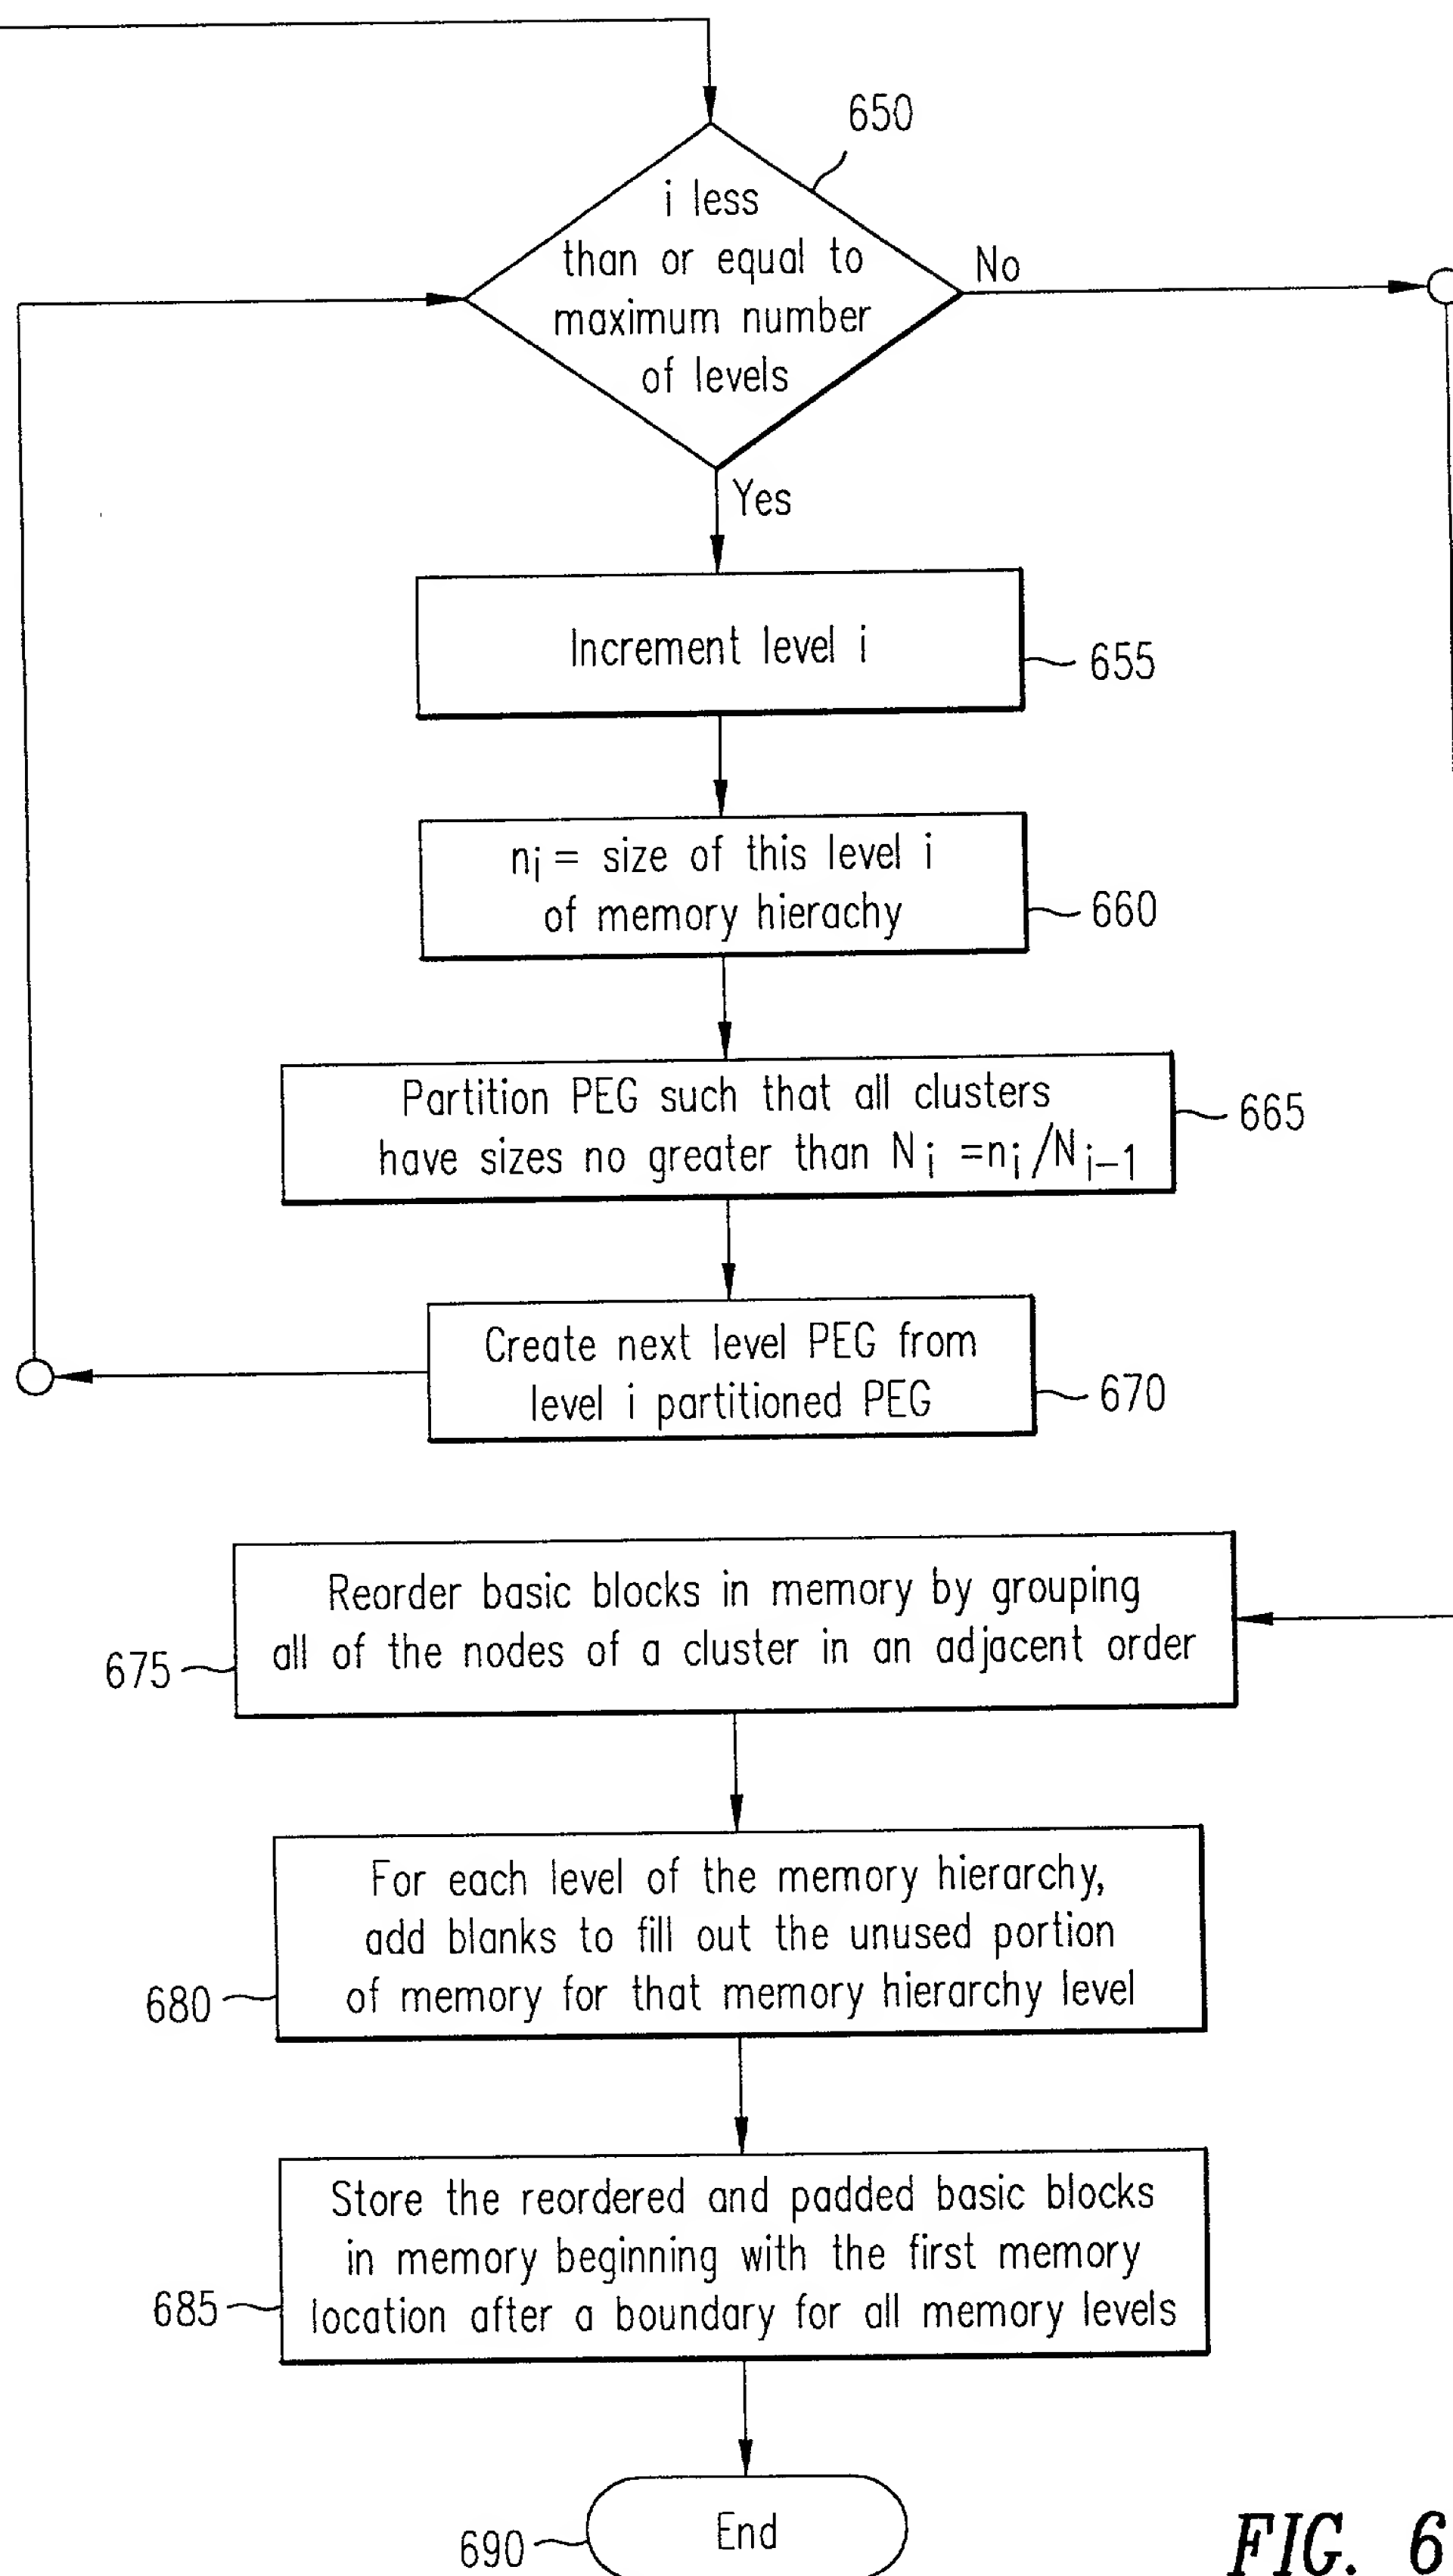 650
i less
than or equal to
maximum number
of levels
No
Yes
Increment level i
655
ni = size of this level i
of memory hierachy
660
Partition PEG such that all clusters
have sizes no greater than Ni =ni/Ni-1
665
Create next level PEG from
level i partitioned PEG
670
Reorder basic blocks in memory by grouping
all of the nodes of a cluster in an adjacent order
675
For each level of the memory hierarchy,
add blanks to fill out the unused portion
of memory for that memory hierarchy level
680
Store the reordered and padded basic blocks
in memory beginning with the first memory
location after a boundary for all memory levels
685
End
690
FIG. 6